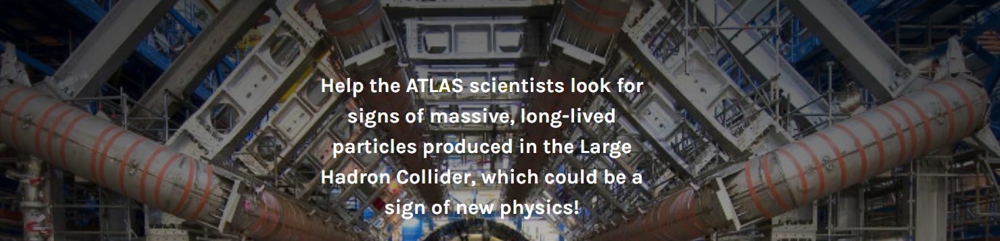 Help the ATLAS scientists look for
signs of massive, long-lived
particles produced in the Large
Hadron Collider, which could be a
sign of new physics!